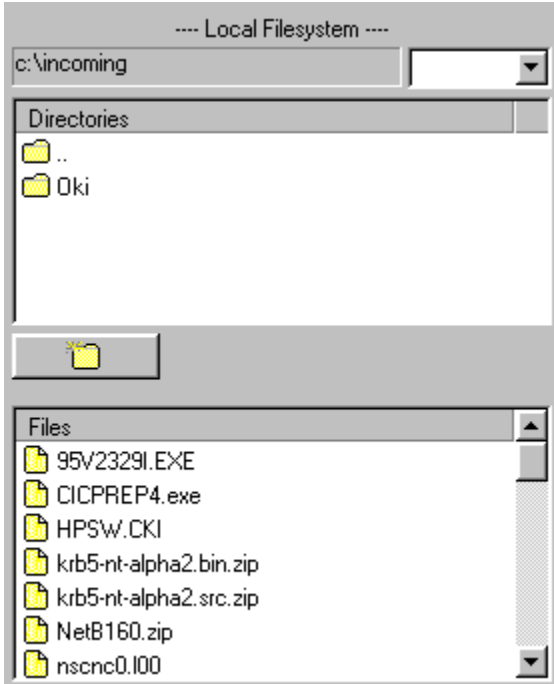 ---- Local Filesystem ----
c:\incoming
Directories
..
Oki
Files
95V2329I.EXE
CICPREP4.exe
HPSW.CKI
krb5-nt-alpha2.bin.zip
krb5-nt-alpha2.src.zip
NetB160.zip
nscnc0.l00